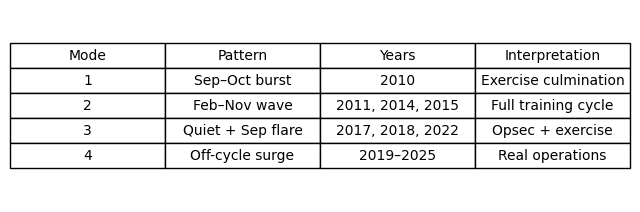 Mode Pattern Years Interpretation
1 Sep–Oct burst 2010 Exercise culmination
2 Feb–Nov wave 2011, 2014, 2015 Full training cycle
3 Quiet + Sep flare 2017, 2018, 2022 Opsec + exercise
4 Off-cycle surge 2019–2025 Real operations